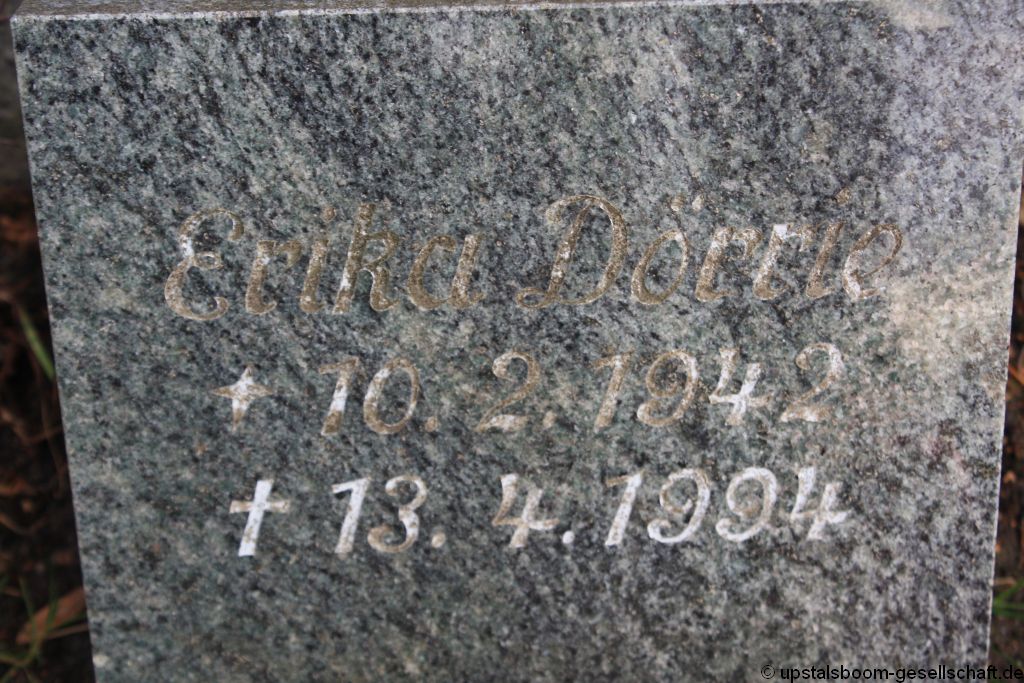 Erika Dörrie
✦ 10. 2. 1942
✝ 13. 4. 1994
© upstalsboom-gesellschaft.de